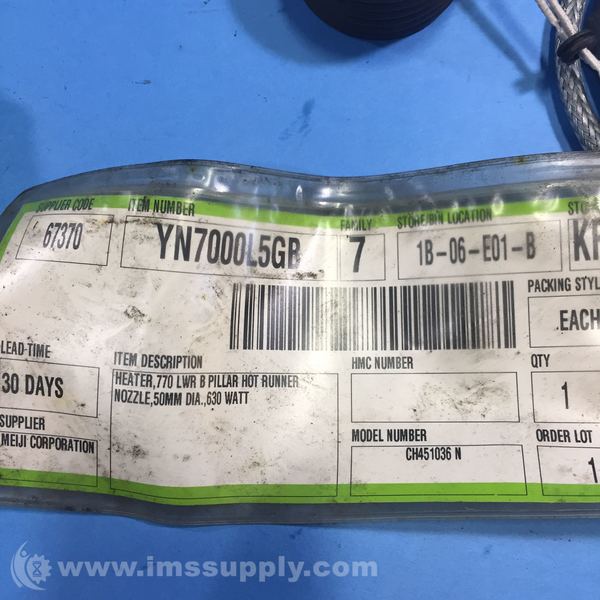 SUPPLIER CODE
67370
ITEM NUMBER
YN7000L5GR
FAMILY
7
STORE/BIN LOCATION
1B-06-E01-B
PACKING STYL
EACH
LEAD-TIME
30 DAYS
ITEM DESCRIPTION
HEATER,770 LWR B PILLAR HOT RUNNER
NOZZLE,50MM DIA.,630 WATT
HMC NUMBER
QTY
1
SUPPLIER
MEIJI CORPORATION
MODEL NUMBER
CH451036 N
ORDER LOT
1
www.imssupply.com